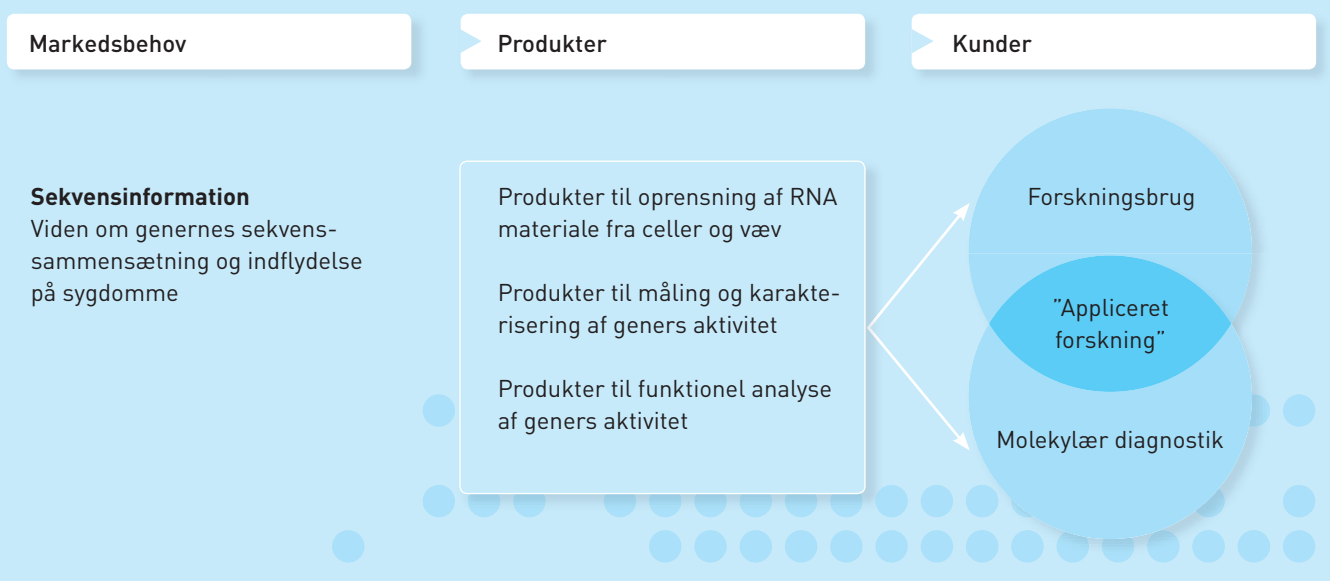 Markedsbehov
Produkter
Kunder
Sekvensinformation
Viden om genernes sekvens-
sammensætning og indflydelse
på sygdomme
Produkter til oprensning af RNA
materiale fra celler og væv
Produkter til måling og karakte-
risering af geners aktivitet
Produkter til funktionel analyse
af geners aktivitet
Forskningsbrug
”Appliceret
forskning”
Molekylær diagnostik